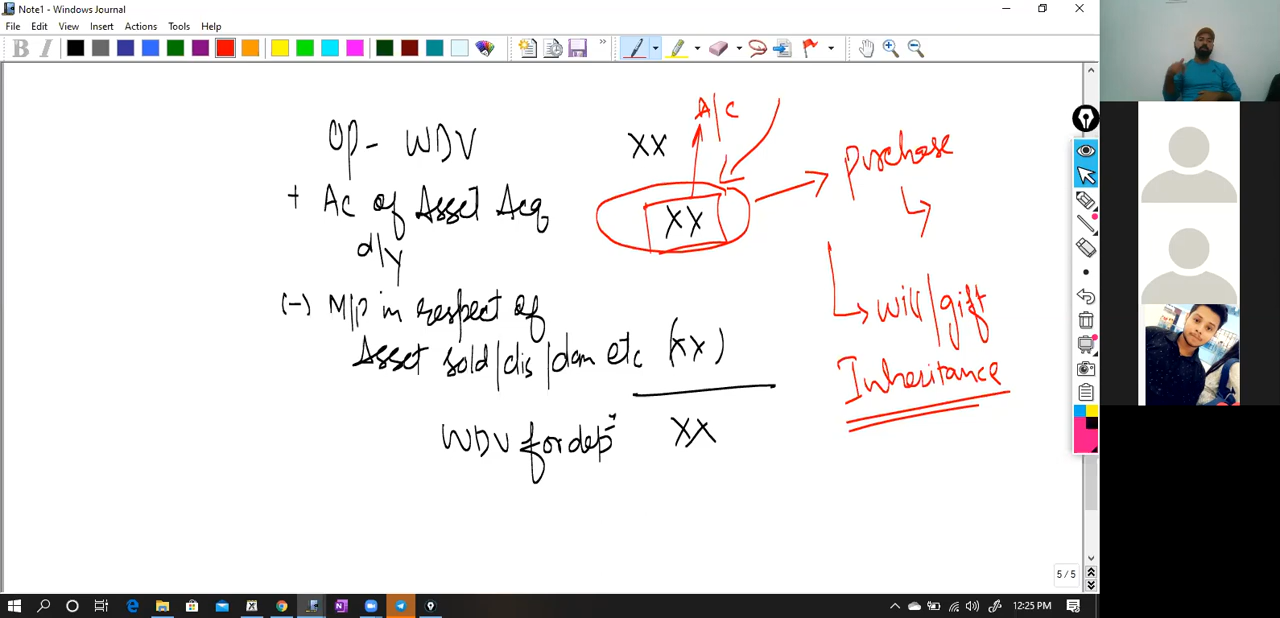 Note1 - Windows Journal
File Edit View Insert Actions Tools Help
B I
A/C
Op - WDV XX
Purchase
+ Ac of Asset Acq XX
d/y
(-) M/P in respect of
will/gift
Asset sold/dis/dam etc (XX)
Inheritance
WDV for depn XX
5/5
12:25 PM